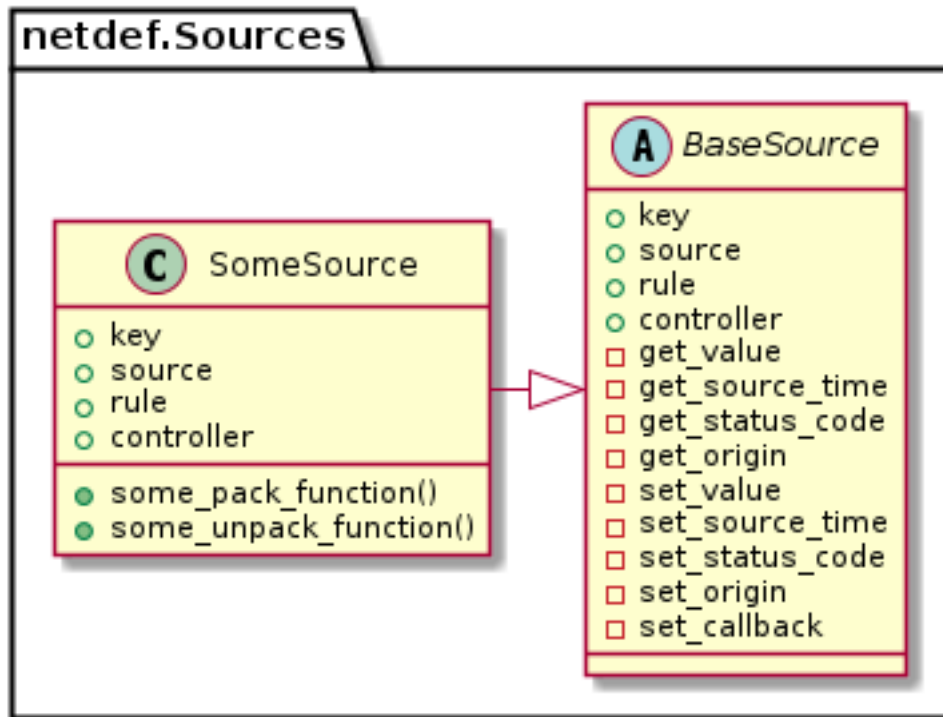 netdef.Sources
C SomeSource
key
source
rule
controller
some_pack_function()
some_unpack_function()
A BaseSource
key
source
rule
controller
get_value
get_source_time
get_status_code
get_origin
set_value
set_source_time
set_status_code
set_origin
set_callback